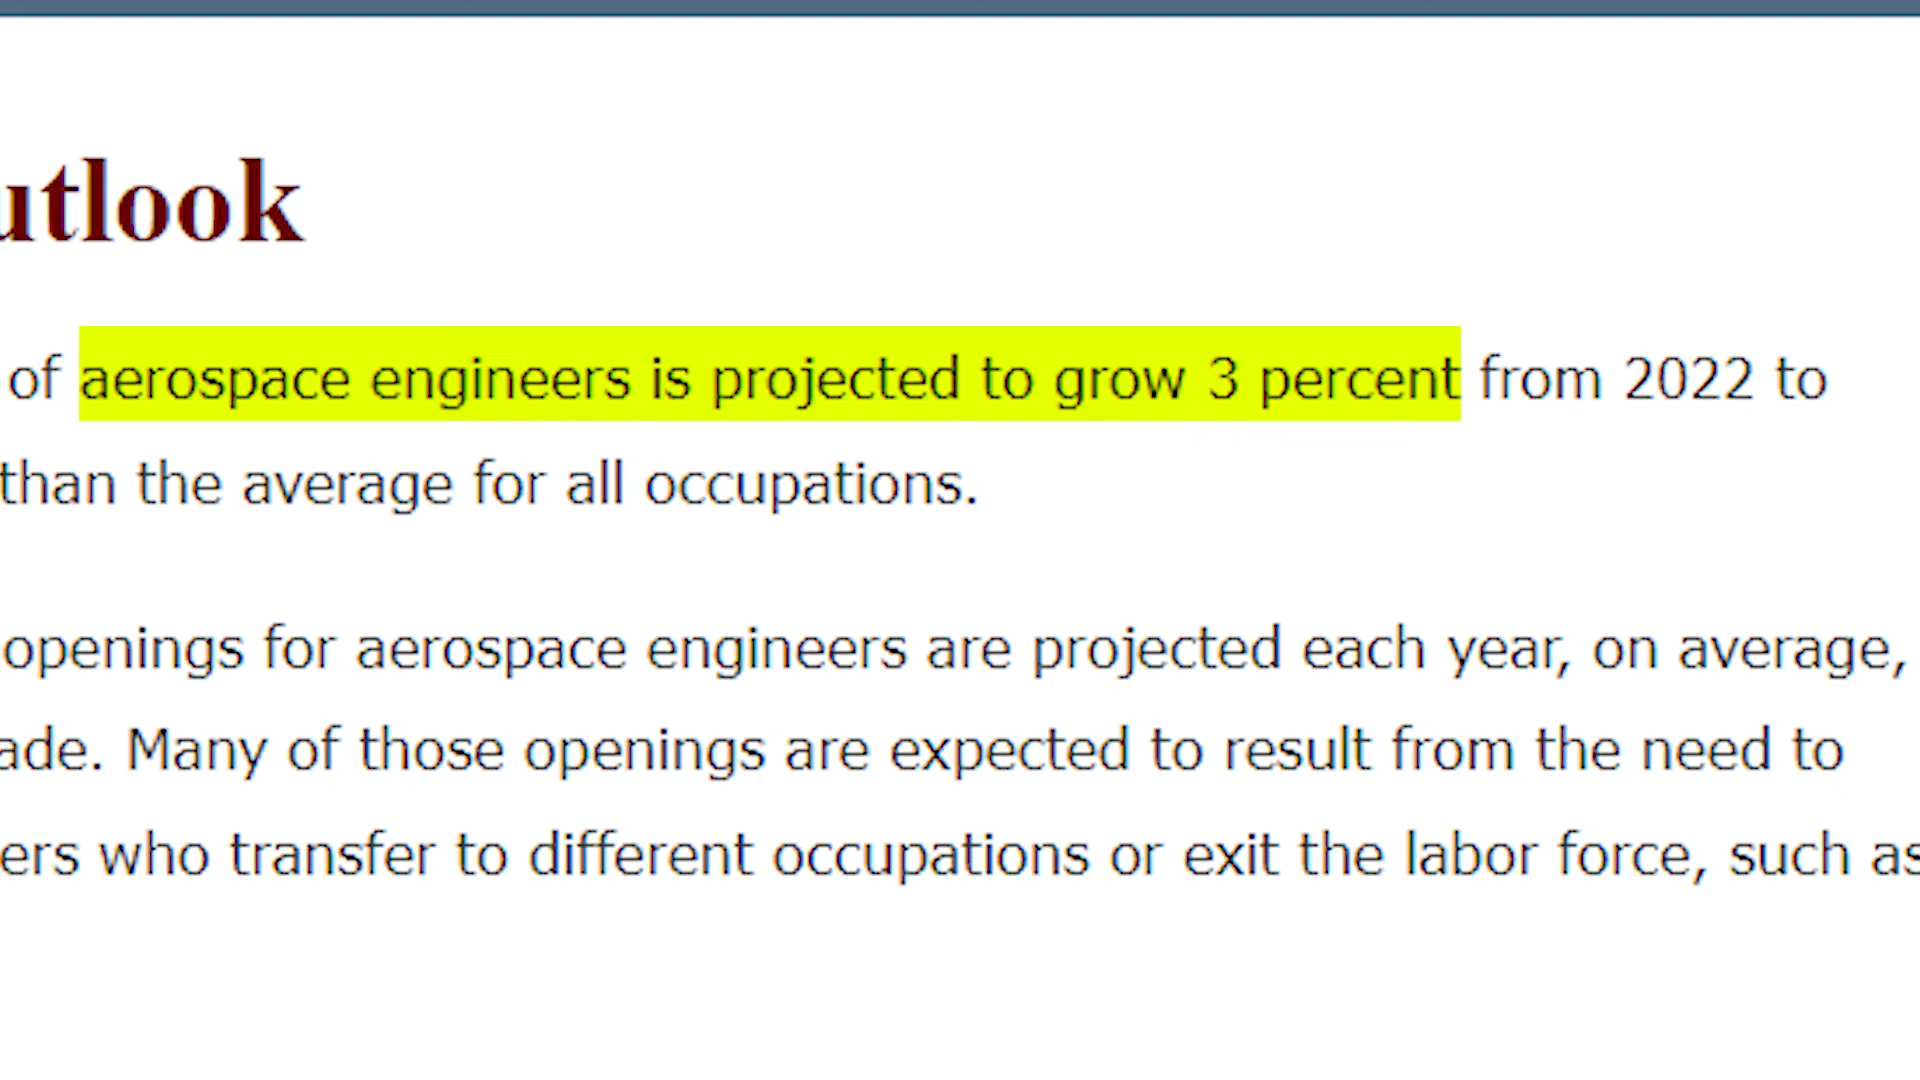 utlook
of aerospace engineers is projected to grow 3 percent from 2022 to
than the average for all occupations.
openings for aerospace engineers are projected each year, on average,
ade. Many of those openings are expected to result from the need to
ers who transfer to different occupations or exit the labor force, such as